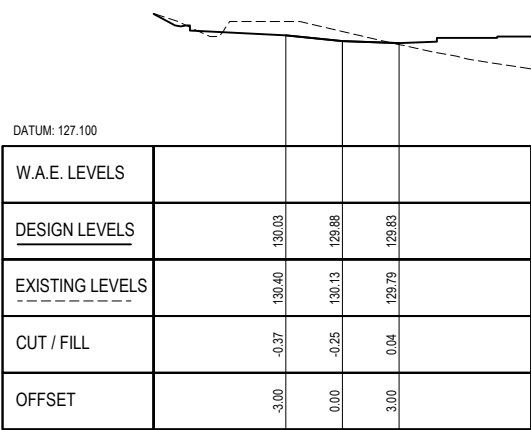 DATUM: 127.100
W.A.E. LEVELS
DESIGN LEVELS 130.03 129.88 129.83
EXISTING LEVELS 130.40 130.13 129.79
CUT / FILL -0.37 -0.25 0.04
OFFSET -3.00 0.00 3.00